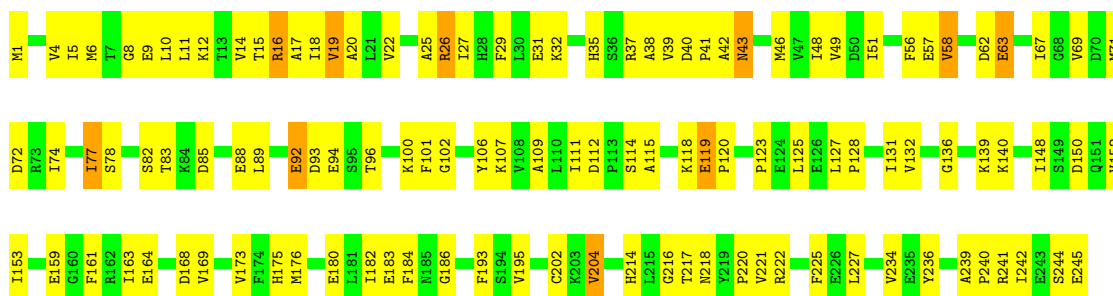 M1 V4 I5 M6 T7 G8 E9 L10 L11 K12 T13 V14 T15 R16 A17 I18 V19 A20 L21 V22 A25 R26 I27 H28 F29 L30 E31 K32 H35 S36 R37 A38 V39 D40 P41 A42 N43 M46 V47 I48 V49 D50 I51 F56 E57 V58 D62 E63 I67 G68 V69 D70
D72 R73 I74 I77 S78 S82 T83 K84 D85 E88 L89 E92 D93 E94 S95 T96 K100 F101 G102 Y106 K107 V108 A109 L110 I111 D112 P113 S114 A115 K118 E119 P120 P123 E124 L125 E126 L127 P128 I131 V132 G136 K139 K140 I148 S149 D150 Q151
I153 E159 G160 F161 R162 I163 E164 D168 V169 V173 F174 H175 M176 E180 L181 I182 E183 F184 N185 G186 F193 S194 V195 C202 K203 V204 H214 L215 G216 T217 N218 Y219 P220 V221 R222 F225 E226 L227 V234 E235 Y236 A239 P240 R241 I242 E243 S244 E245